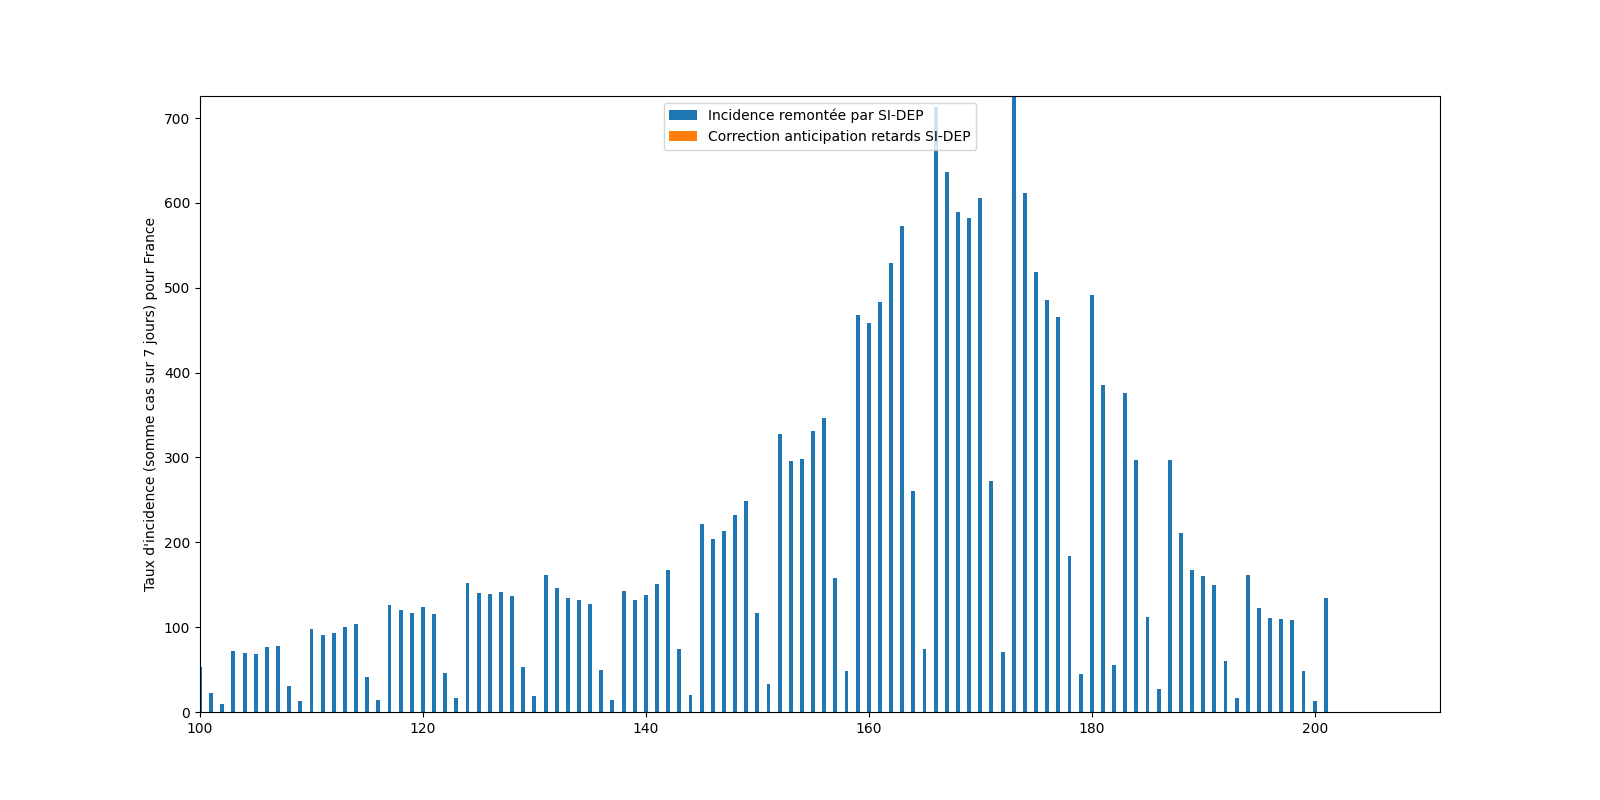 Incidence remontée par SI-DEP
Correction anticipation retards SI-DEP
Taux d'incidence (somme cas sur 7 jours) pour France
700
600
500
400
300
200
100
0
100 120 140 160 180 200